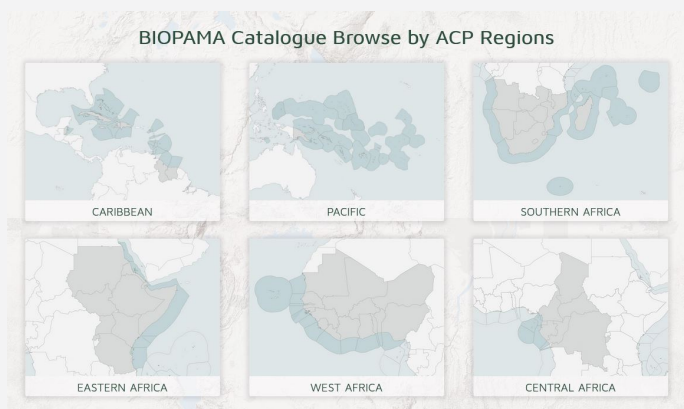 BIOPAMA Catalogue Browse by ACP Regions
CARIBBEAN
PACIFIC
SOUTHERN AFRICA
EASTERN AFRICA
WEST AFRICA
CENTRAL AFRICA